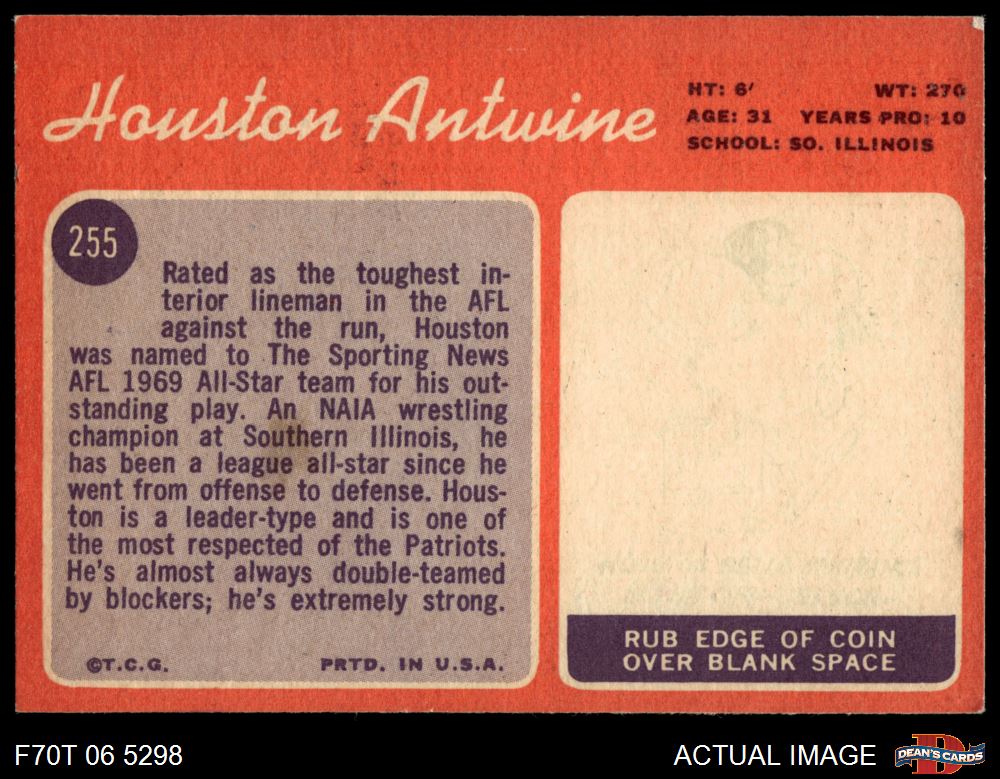 Houston Antwine
HT: 6' WT: 270
AGE: 31 YEARS PRO: 10
SCHOOL: SO. ILLINOIS
255
Rated as the toughest in-
terior lineman in the AFL
against the run, Houston
was named to The Sporting News
AFL 1969 All-Star team for his out-
standing play. An NAIA wrestling
champion at Southern Illinois, he
has been a league all-star since he
went from offense to defense. Hous-
ton is a leader-type and is one of
the most respected of the Patriots.
He's almost always double-teamed
by blockers; he's extremely strong.
©T.C.G. PRTD. IN U.S.A.
RUB EDGE OF COIN
OVER BLANK SPACE
F70T 06 5298 ACTUAL IMAGE
DEAN'S CARDS